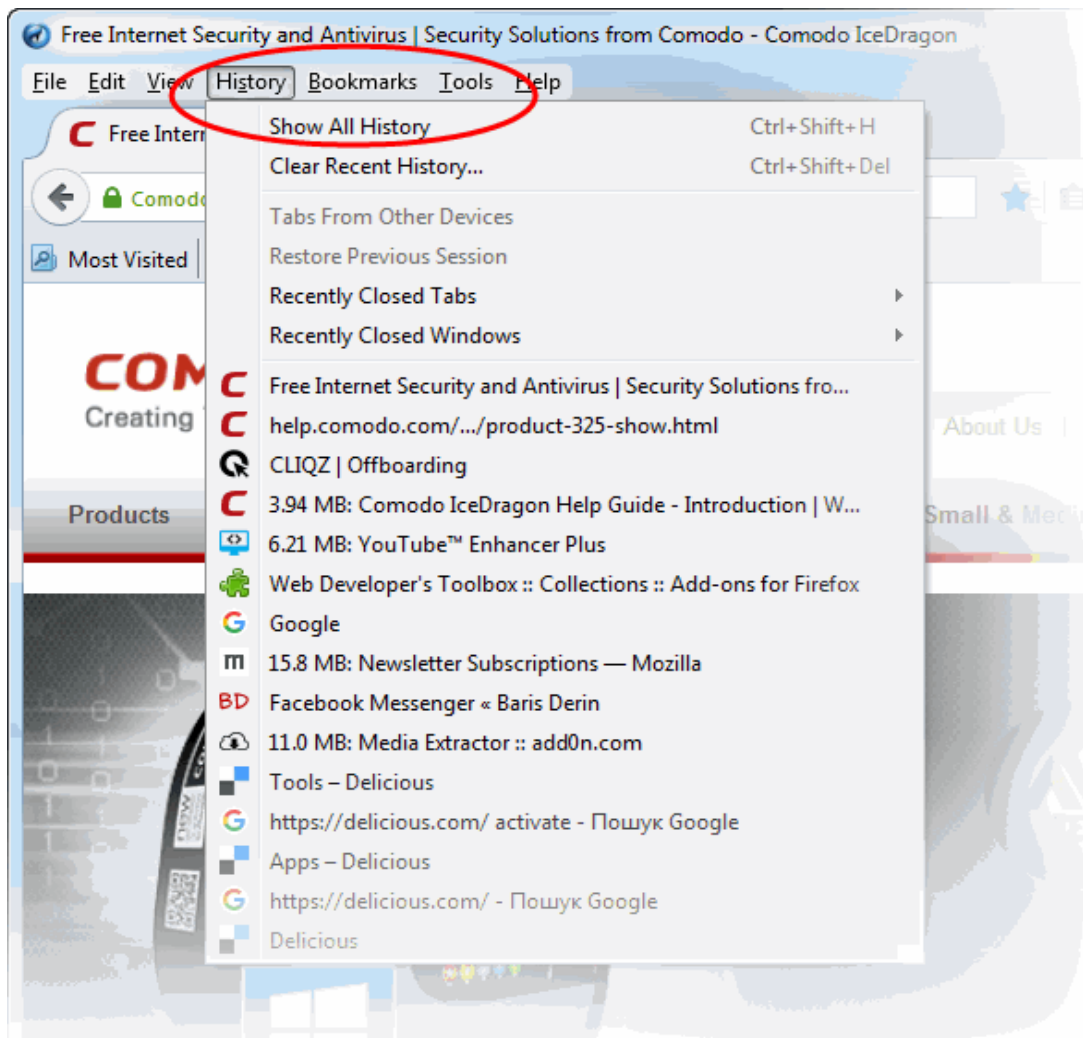 Free Internet Security and Antivirus | Security Solutions from Comodo - Comodo IceDragon
File Edit View History Bookmarks Tools Help
C Free Intern
Show All History Ctrl+Shift+H
Clear Recent History... Ctrl+Shift+Del
Comodo
Tabs From Other Devices
Most Visited
Restore Previous Session
Recently Closed Tabs
Recently Closed Windows
COM
Creating
Free Internet Security and Antivirus | Security Solutions fro...
help.comodo.com/.../product-325-show.html
About Us
CLIQZ | Offboarding
Products
3.94 MB: Comodo IceDragon Help Guide - Introduction | W...
Small & Med
6.21 MB: YouTube™ Enhancer Plus
Web Developer's Toolbox :: Collections :: Add-ons for Firefox
Google
m 15.8 MB: Newsletter Subscriptions — Mozilla
BD Facebook Messenger « Baris Derin
11.0 MB: Media Extractor :: add0n.com
Tools – Delicious
https://delicious.com/ activate - Пошук Google
Apps – Delicious
https://delicious.com/ - Пошук Google
Delicious